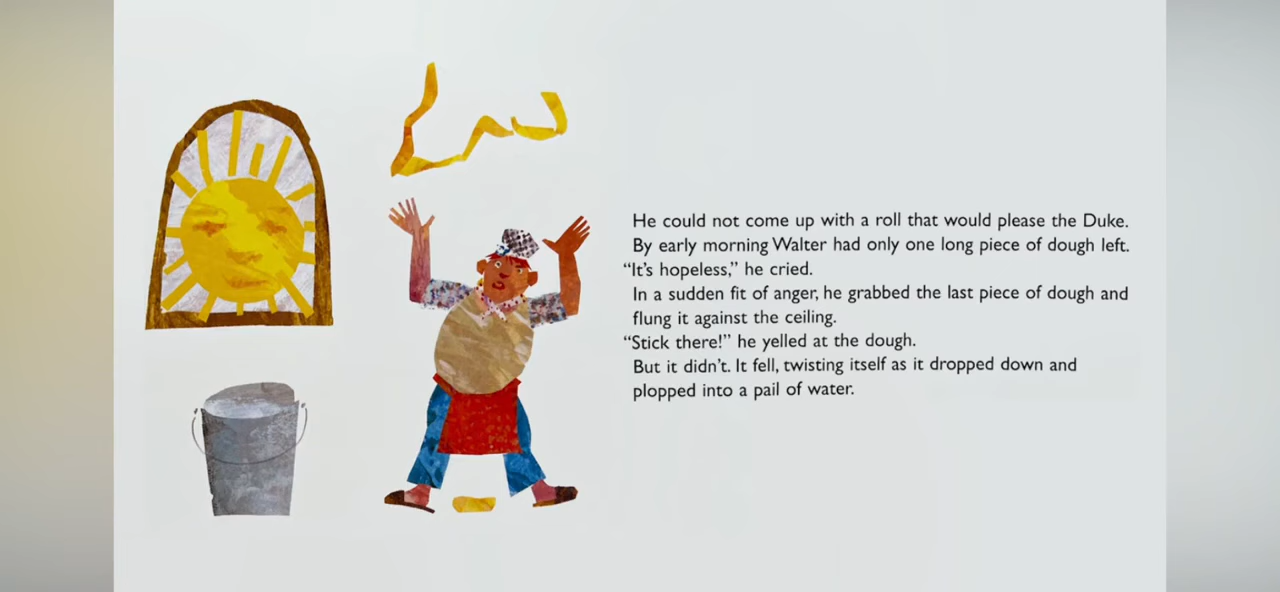 He could not come up with a roll that would please the Duke.
By early morning Walter had only one long piece of dough left.
“It’s hopeless,” he cried.
In a sudden fit of anger, he grabbed the last piece of dough and
flung it against the ceiling.
“Stick there!” he yelled at the dough.
But it didn’t. It fell, twisting itself as it dropped down and
plopped into a pail of water.